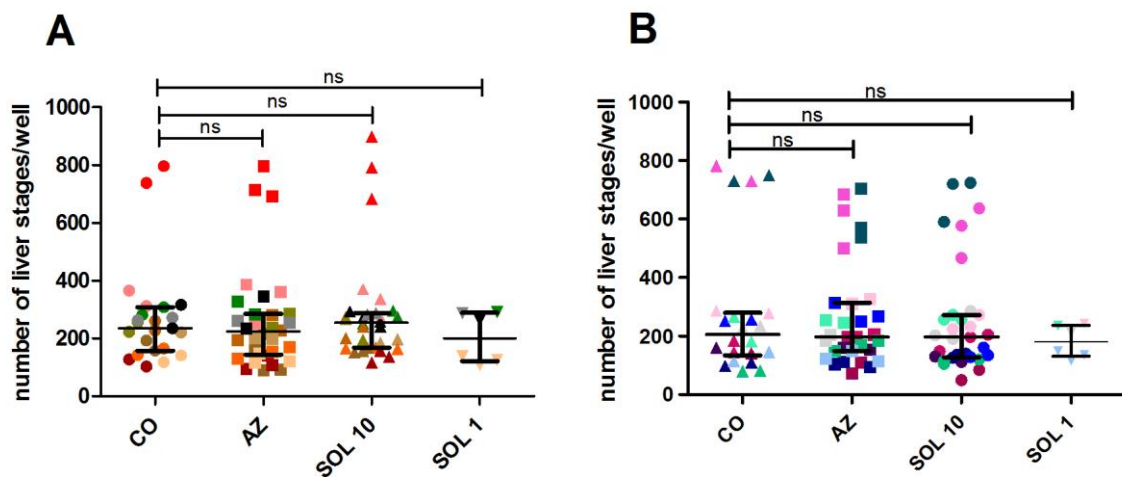 A
ns
ns
ns
number of liver stages/well
1000
800
600
400
200
0
CO
AZ
SOL 10
SOL 1
B
ns
ns
ns
number of liver stages/well
1000
800
600
400
200
0
CO
AZ
SOL 10
SOL 1